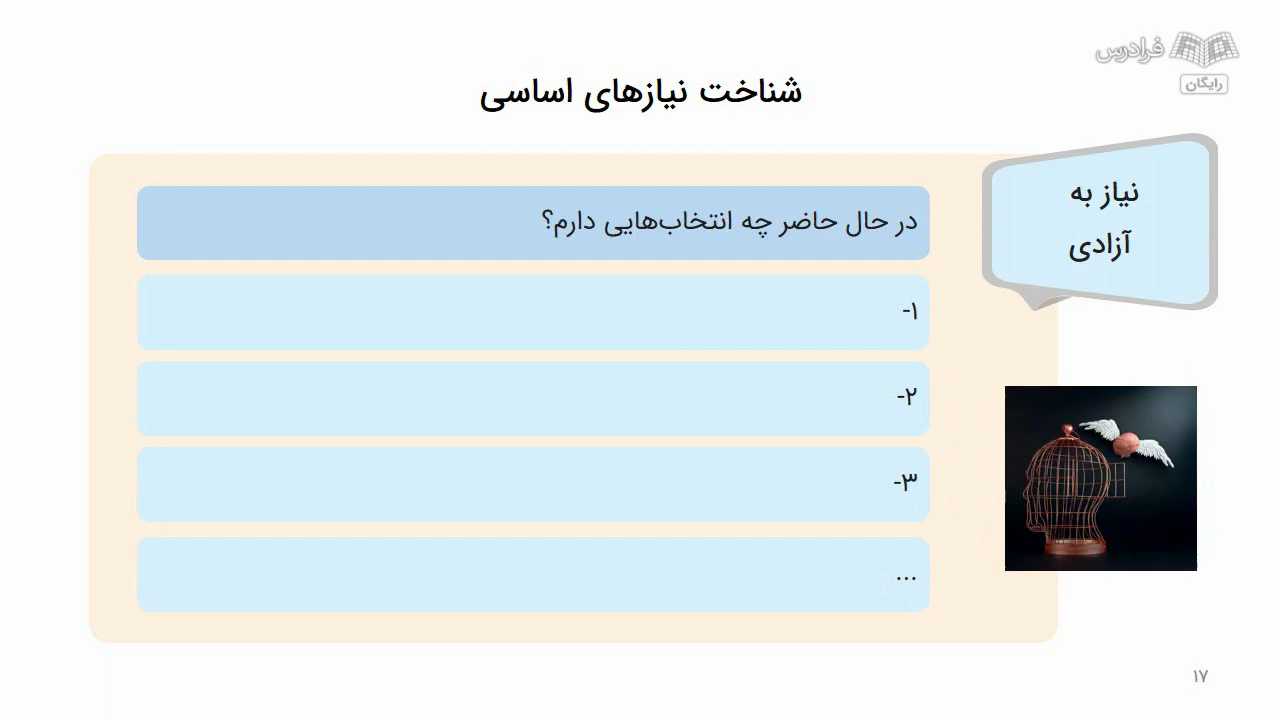 فرادرس
رایگان
شناخت نیازهای اساسی
نیاز به
آزادی
در حال حاضر چه انتخاب‌هایی دارم؟
۱-
۲-
۳-
...
۱۷